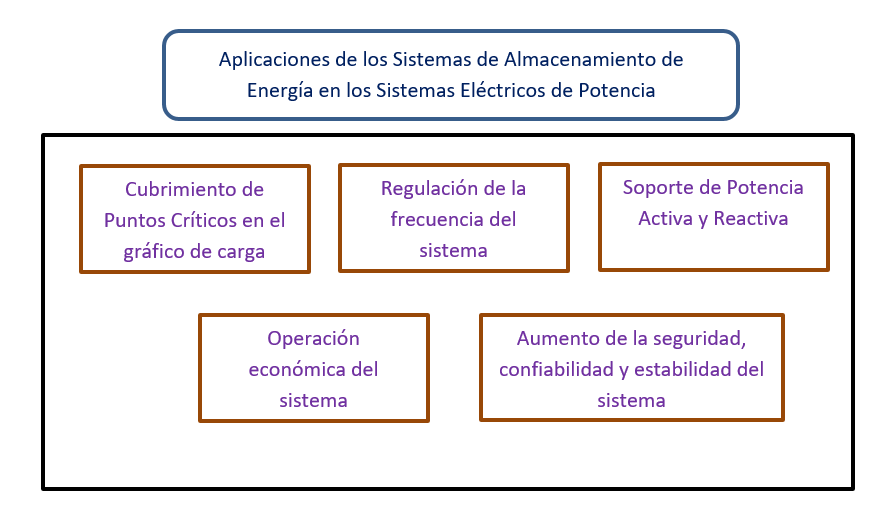 Aplicaciones de los Sistemas de Almacenamiento de
Energía en los Sistemas Eléctricos de Potencia
Cubrimiento de
Puntos Críticos en el
gráfico de carga
Regulación de la
frecuencia del
sistema
Soporte de Potencia
Activa y Reactiva
Operación
económica del
sistema
Aumento de la seguridad,
confiabilidad y estabilidad del
sistema